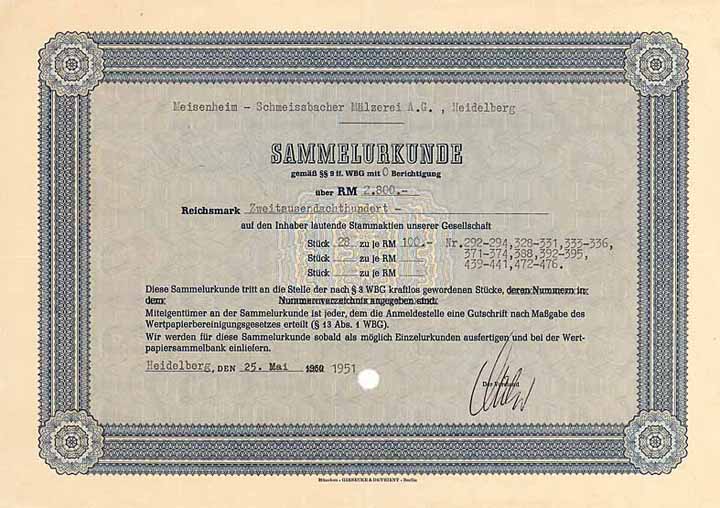 Meisenheim - Schmeissbacher Mälzerei A.G. , Heidelberg
SAMMELURKUNDE
gemäß §§ 9 ff. WBG mit 0 Berichtigung
über RM 2.800.-
Reichsmark Zweitausendachthundert -
auf den Inhaber lautende Stammaktien unserer Gesellschaft
Stück 28 zu je RM 100.- Nr. 292-294,328-331,333-336,
Stück -- zu je RM -- 371-374,388,392-395,
Stück -- zu je RM -- 439-441,472-476.
Diese Sammelurkunde tritt an die Stelle der nach § 3 WBG kraftlos gewordenen Stücke, deren Nummern in
dem Nummernverzeichnis angegeben sind.
Miteigentümer an der Sammelurkunde ist jeder, dem die Anmeldestelle eine Gutschrift nach Maßgabe des
Wertpapierbereinigungsgesetzes erteilt (§ 13 Abs. 1 WBG).
Wir werden für diese Sammelurkunde sobald als möglich Einzelurkunden ausfertigen und bei der Wert-
papiersammelbank einliefern.
Heidelberg, DEN 25. Mai 1950 1951
Der Vorstand
München - GIESECKE & DEVRIENT - Berlin